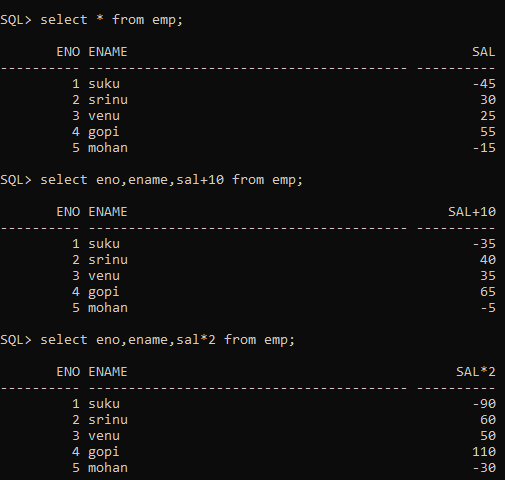 SQL> select * from emp;
ENO ENAME SAL
---------- ---------------------------------------- ----------
1 suku -45
2 srinu 30
3 venu 25
4 gopi 55
5 mohan -15
SQL> select eno,ename,sal+10 from emp;
ENO ENAME SAL+10
---------- ---------------------------------------- ----------
1 suku -35
2 srinu 40
3 venu 35
4 gopi 65
5 mohan -5
SQL> select eno,ename,sal*2 from emp;
ENO ENAME SAL*2
---------- ---------------------------------------- ----------
1 suku -90
2 srinu 60
3 venu 50
4 gopi 110
5 mohan -30